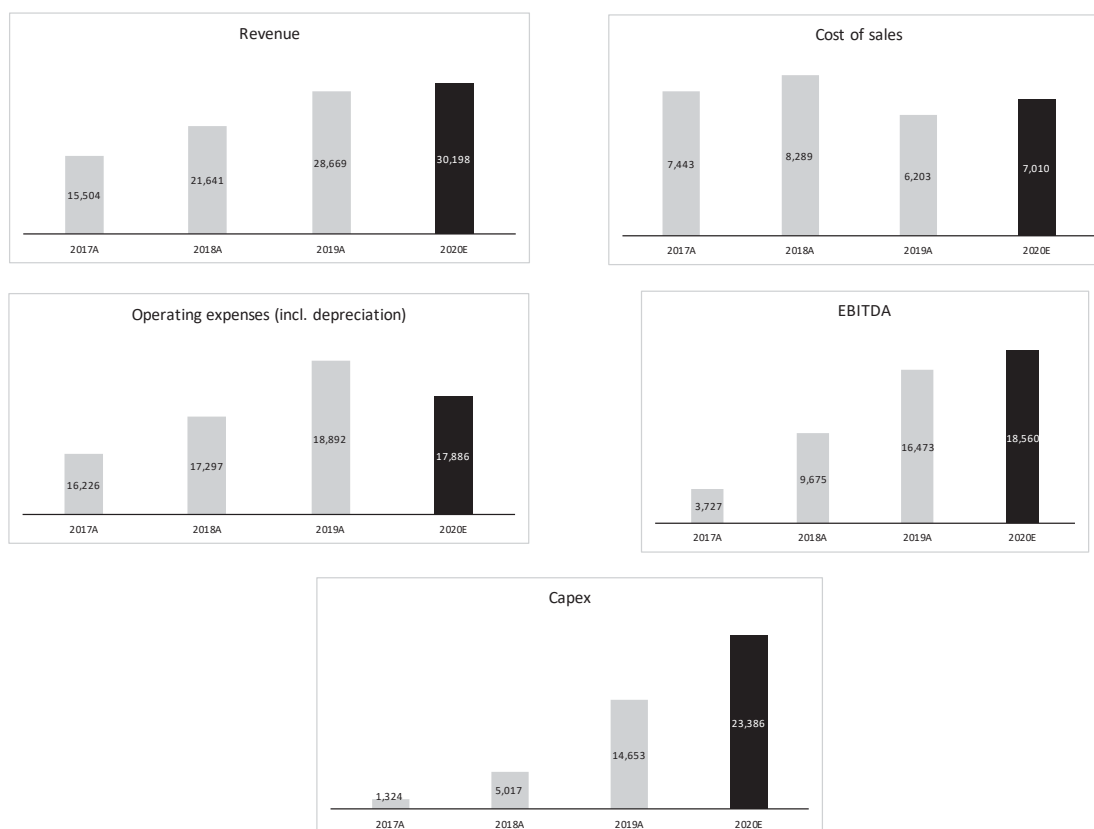 Revenue
15,504
21,641
28,669
30,198
2017A 2018A 2019A 2020E
Cost of sales
7,443
8,289
6,203
7,010
2017A 2018A 2019A 2020E
Operating expenses (incl. depreciation)
16,226
17,297
18,892
17,886
2017A 2018A 2019A 2020E
EBITDA
3,727
9,675
16,473
18,560
2017A 2018A 2019A 2020E
Capex
1,324
5,017
14,653
23,386
2017A 2018A 2019A 2020E